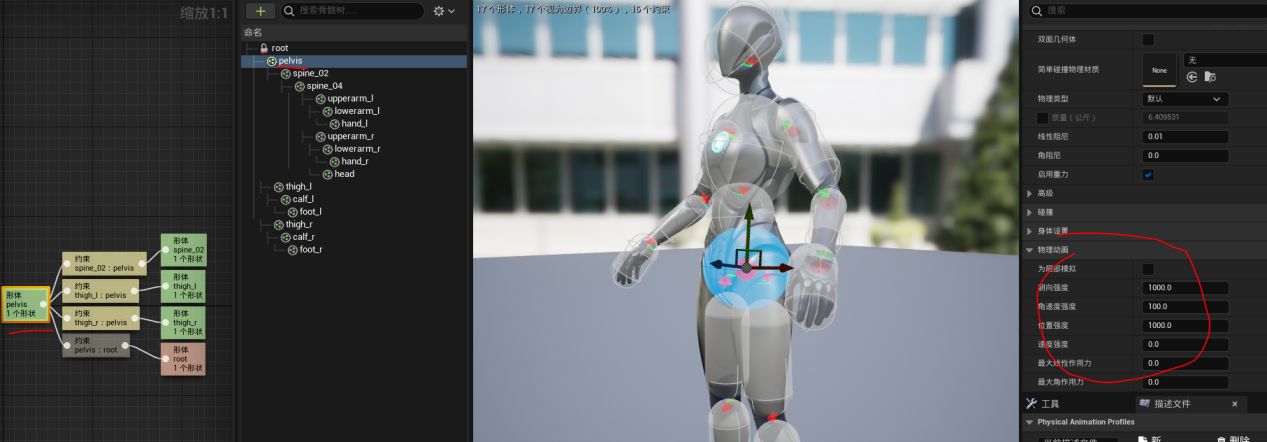 缩放1:1
形体
pelvis
1 个形状
约束
spine_02 : pelvis
约束
thigh_l : pelvis
约束
thigh_r : pelvis
约束
pelvis : root
形体
spine_02
1 个形状
形体
thigh_l
1 个形状
形体
thigh_r
1 个形状
形体
root
1 个形状
搜索骨骼树......
命名
root
pelvis
spine_02
spine_04
upperarm_l
lowerarm_l
hand_l
upperarm_r
lowerarm_r
hand_r
head
thigh_l
calf_l
foot_l
thigh_r
calf_r
foot_r
17 个形体，17 个视为边界（100%），16 个约束
搜索
双面几何体
简单碰撞物理材质
None
无
物理类型
默认
质量（公斤）
6.409531
线性阻尼
0.01
角阻尼
0.0
启用重力
高级
碰撞
身体设置
物理动画
为局部模拟
朝向强度
1000.0
角速度强度
100.0
位置强度
1000.0
速度强度
0.0
最大线性作用力
0.0
最大角作用力
0.0
工具
描述文件
Physical Animation Profiles
当前描述文件
新
删除